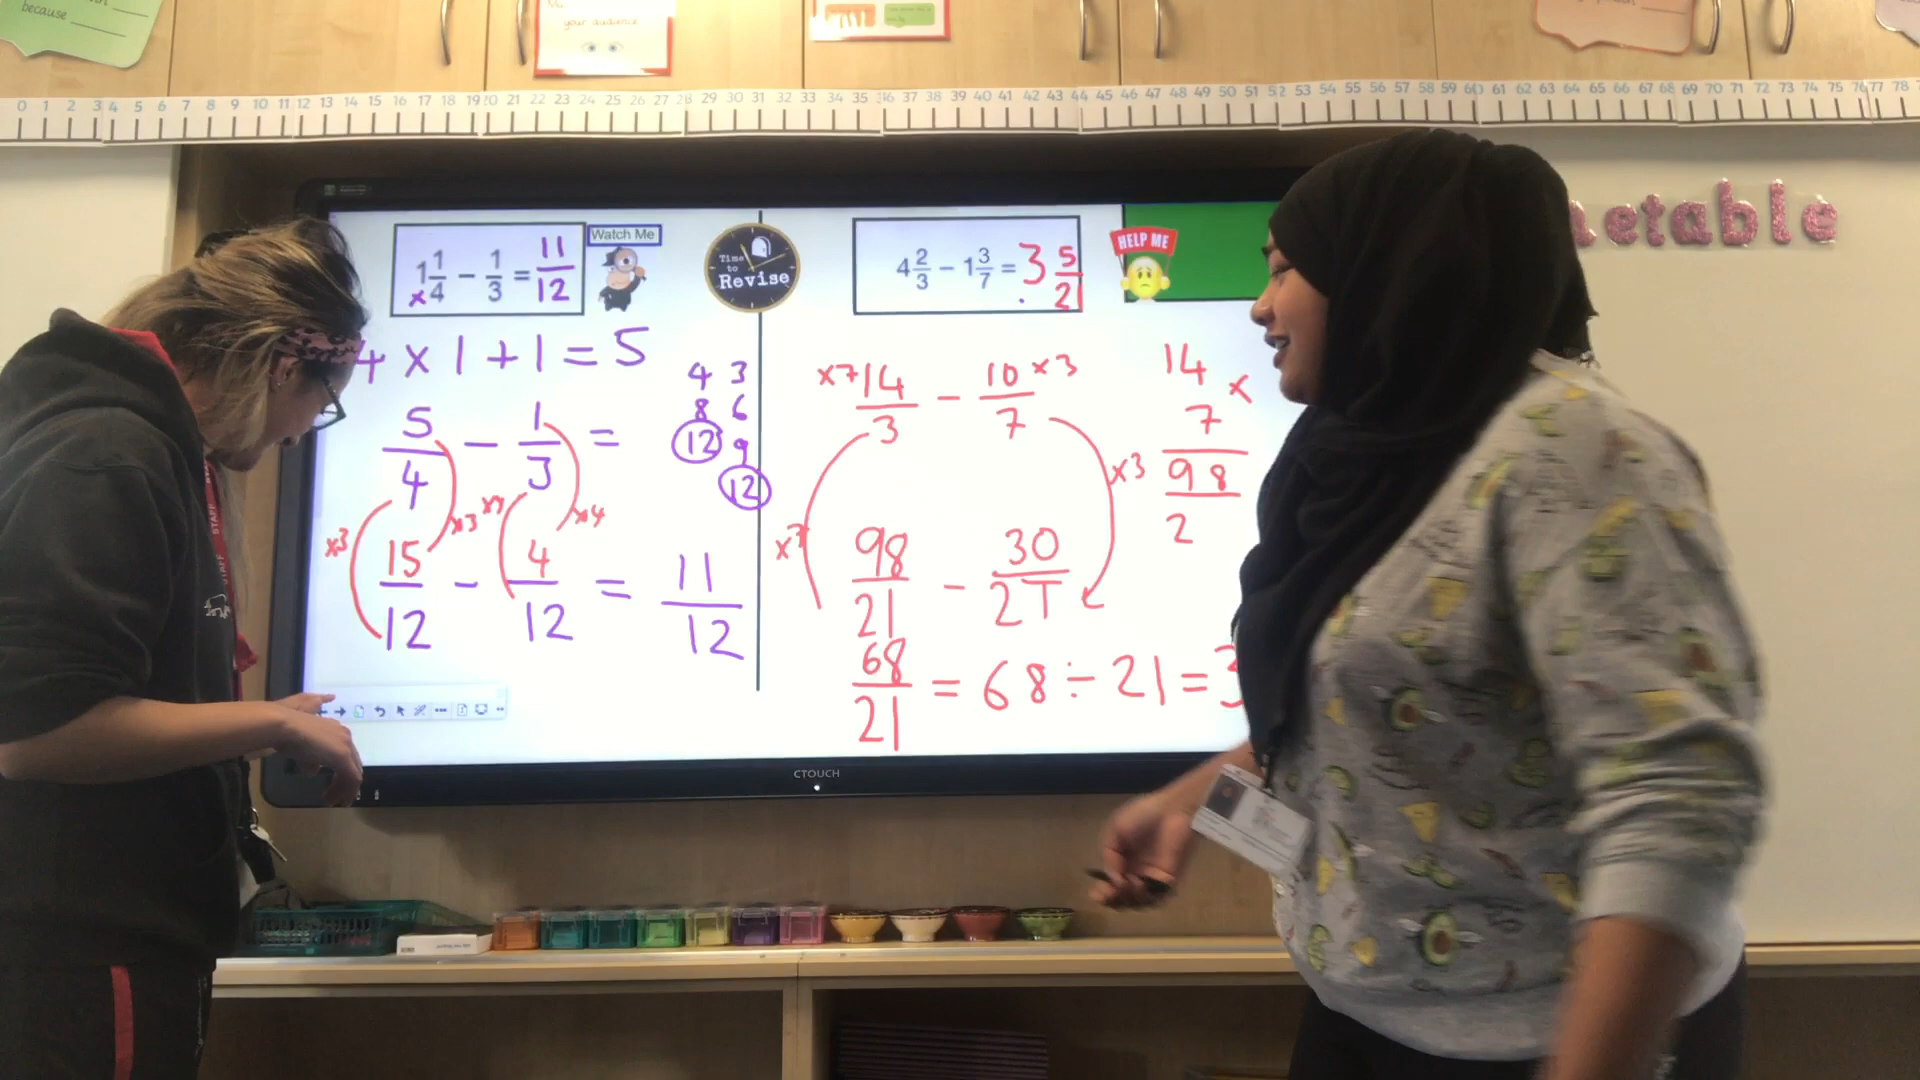 because
your audience
0 1 2 3 4 5 6 7 8 9 10 11 12 13 14 15 16 17 18 19 20 21 22 23 24 25 26 27 28 29 30 31 32 33 34 35 36 37 38 39 40 41 42 43 44 45 46 47 48 49 50 51 52 53 54 55 56 57 58 59 60 61 62 63 64 65 66 67 68 69 70 71 72 73 74 75 76 77 78
etable
1 1/4 - 1/3 = 11/12
x
Watch Me
4 x 1 + 1 = 5
4 3
8 6
12 9
12
5/4 - 1/3 =
x3 x3 x4
15/12 - 4/12 = 11/12
Time
to
Revise
4 2/3 - 1 3/7 = 3 5/21
HELP ME
x7 14/3 - 10/7 x3
x7 x3
98/21 - 30/21
68/21 = 68 ÷ 21 = 3
14
x
7
98
2
CTOUCH
STAFF
STAFF